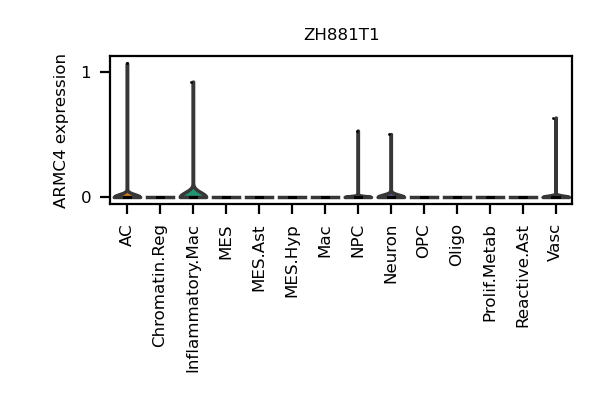 ZH881T1
ARMC4 expression
1
0
AC
Chromatin.Reg
Inflammatory.Mac
MES
MES.Ast
MES.Hyp
Mac
NPC
Neuron
OPC
Oligo
Prolif.Metab
Reactive.Ast
Vasc